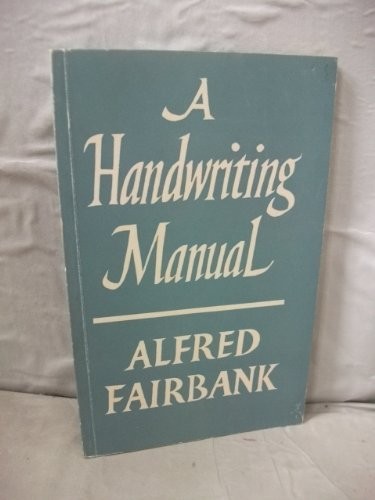 A
Handwriting
Manual
ALFRED
FAIRBANK